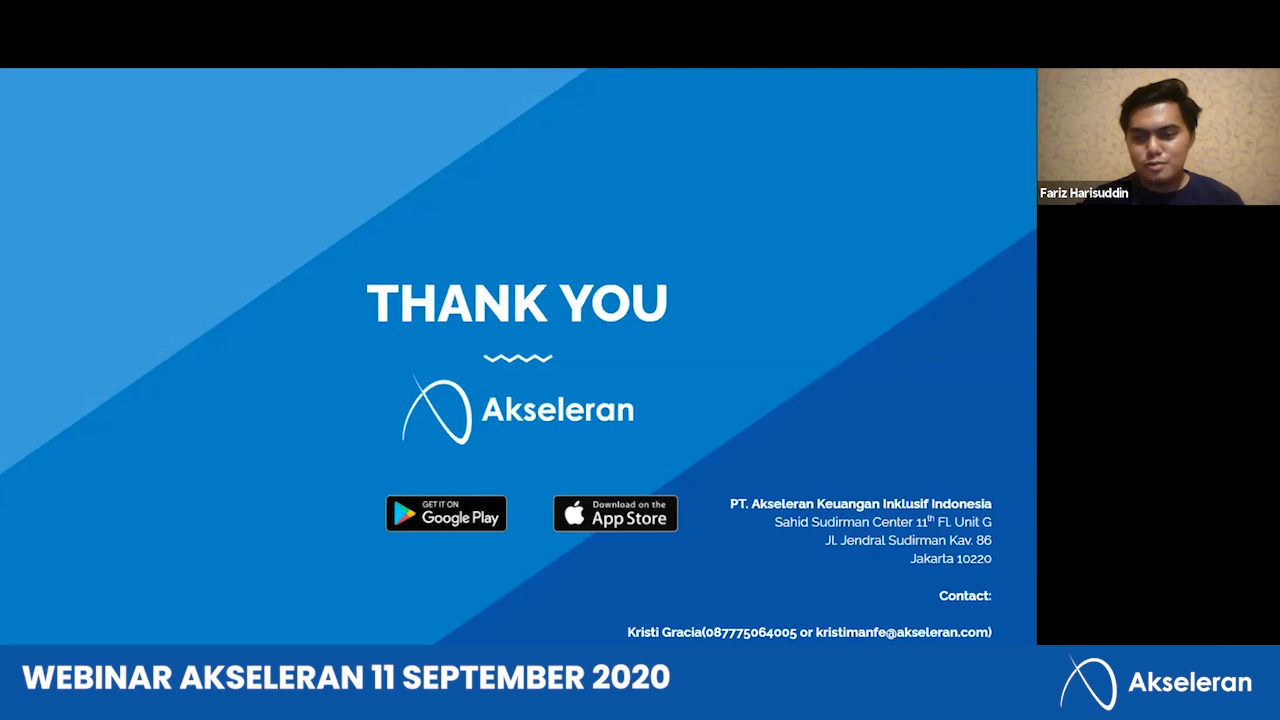 Fariz Harisuddin
THANK YOU
Akseleran
GET IT ON
Google Play
Download on the
App Store
PT. Akseleran Keuangan Inklusif Indonesia
Sahid Sudirman Center 11th Fl. Unit G
Jl. Jendral Sudirman Kav. 86
Jakarta 10220
Contact:
Kristi Gracia(087775064005 or kristimanfe@akseleran.com)
WEBINAR AKSELERAN 11 SEPTEMBER 2020
Akseleran